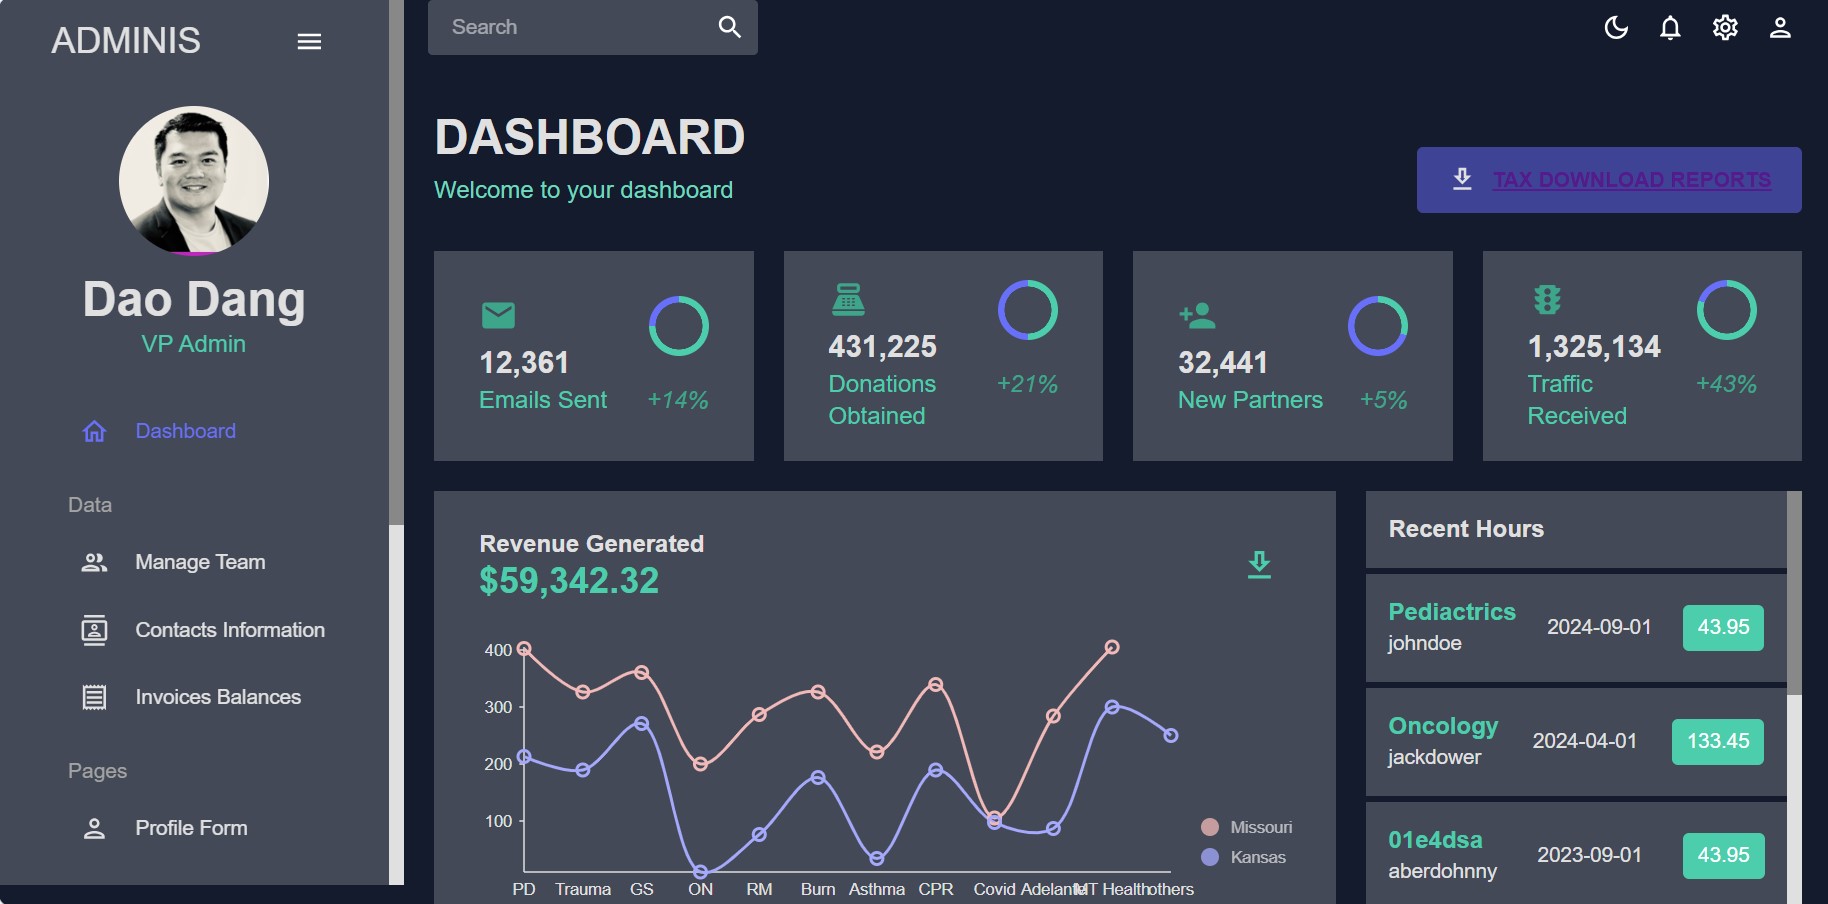 ADMINIS
Search
Dao Dang
VP Admin
Dashboard
Data
Manage Team
Contacts Information
Invoices Balances
Pages
Profile Form
DASHBOARD
Welcome to your dashboard
TAX DOWNLOAD REPORTS
12,361
Emails Sent
+14%
431,225
Donations
Obtained
+21%
32,441
New Partners
+5%
1,325,134
Traffic
Received
+43%
Revenue Generated
$59,342.32
400
300
200
100
PD Trauma GS ON RM Burn Asthma CPR Covid Adelante MT Health others
Missouri
Kansas
Recent Hours
Pediactrics
johndoe
2024-09-01
43.95
Oncology
jackdower
2024-04-01
133.45
01e4dsa
aberdohnny
2023-09-01
43.95